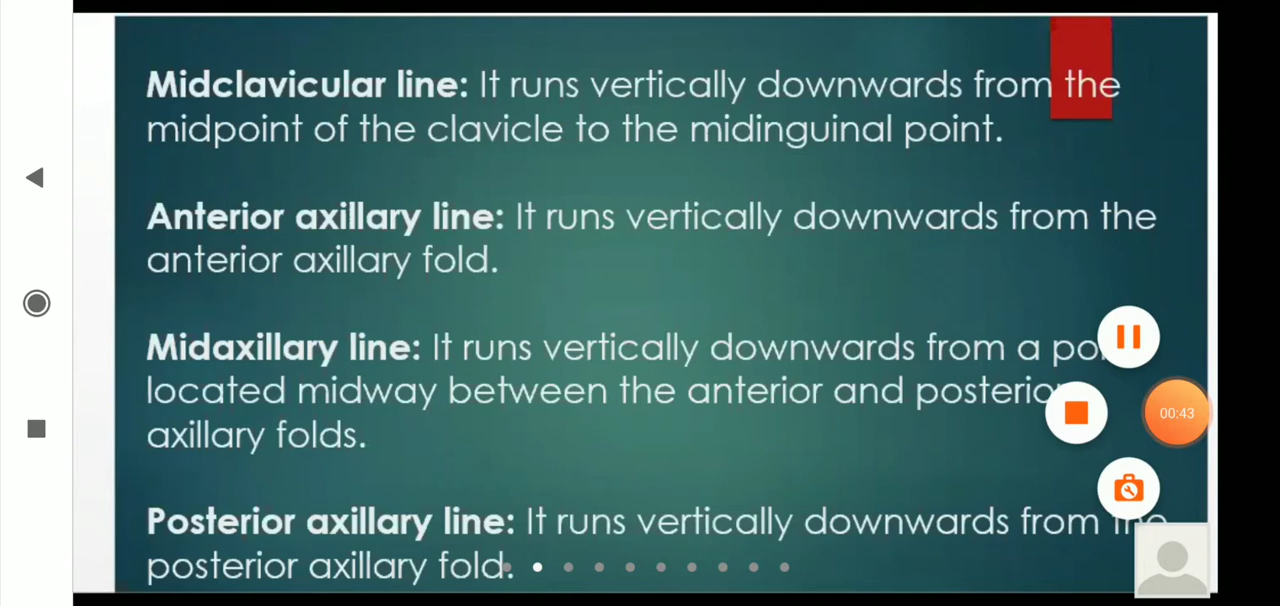 Midclavicular line: It runs vertically downwards from the
midpoint of the clavicle to the midinguinal point.
Anterior axillary line: It runs vertically downwards from the
anterior axillary fold.
Midaxillary line: It runs vertically downwards from a
located midway between the anterior and posterior
axillary folds.
00:43
Posterior axillary line: It runs vertically downwards from the
posterior axillary fold.